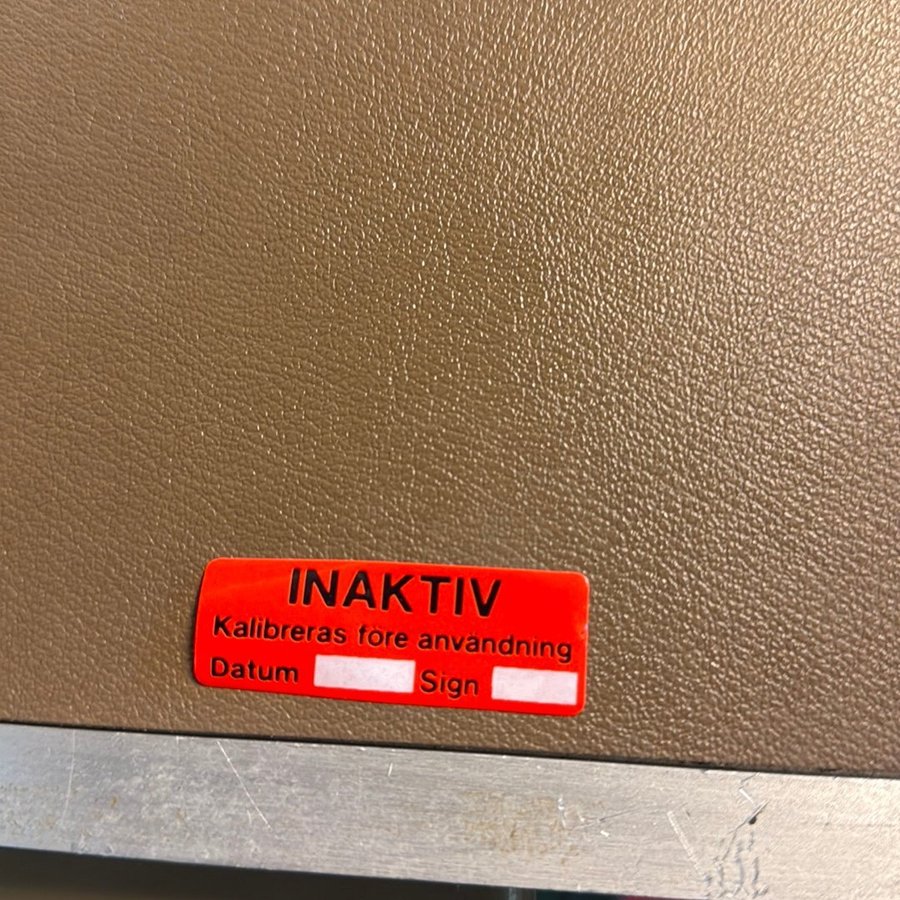 INAKTIV
Kalibreras före användning
Datum Sign